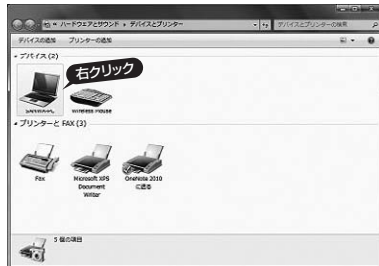 ハードウェアとサウンド ▸ デバイスとプリンター
デバイスとプリンターの検索
デバイスの追加 プリンターの追加
デバイス (2)
右クリック
Wireless Mouse
プリンターと FAX (3)
Fax
Microsoft XPS
Document
Writer
OneNote 2010
に送る
5 個の項目